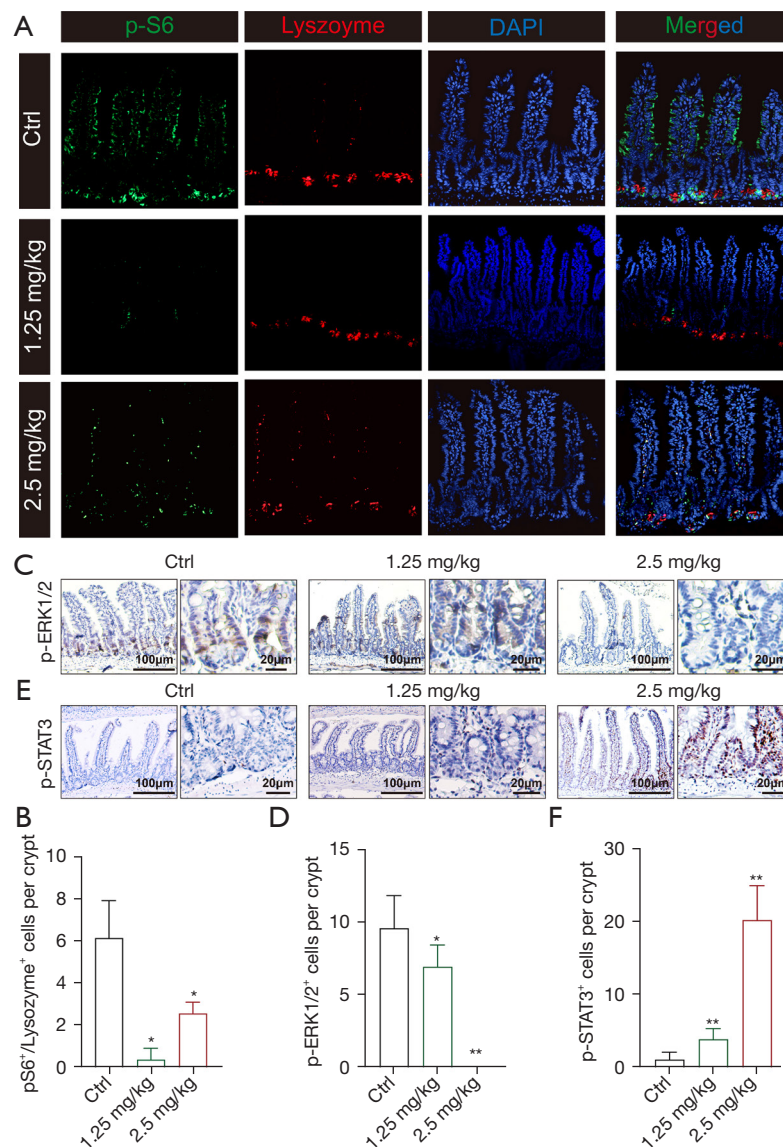 A
p-S6
Lyszoyme
DAPI
Merged
Ctrl
1.25 mg/kg
2.5 mg/kg
C
Ctrl
1.25 mg/kg
2.5 mg/kg
p-ERK1/2
100μm
20μm
100μm
20μm
100μm
20μm
E
Ctrl
1.25 mg/kg
2.5 mg/kg
p-STAT3
100μm
20μm
100μm
20μm
100μm
20μm
B
pS6+/Lysozyme+ cells per crypt
10
8
6
4
2
0
*
*
Ctrl
1.25 mg/kg
2.5 mg/kg
D
p-ERK1/2+ cells per crypt
15
10
5
0
*
**
Ctrl
1.25 mg/kg
2.5 mg/kg
F
p-STAT3+ cells per crypt
30
20
10
0
**
**
Ctrl
1.25 mg/kg
2.5 mg/kg